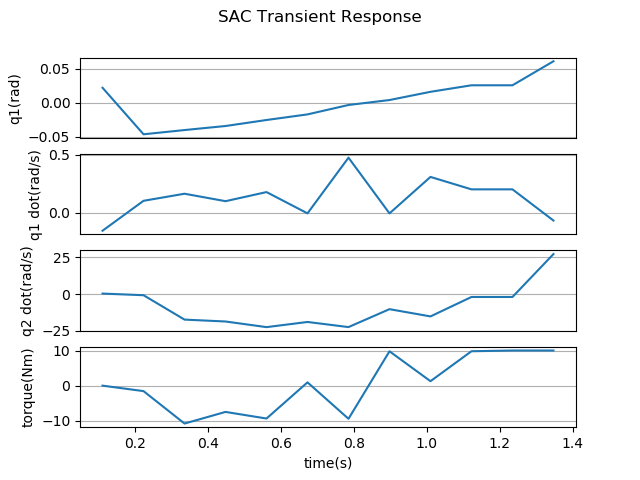 SAC Transient Response
q1(rad)
0.05
0.00
−0.05
q1 dot(rad/s)
0.5
0.0
q2 dot(rad/s)
25
0
−25
torque(Nm)
10
0
−10
0.2 0.4 0.6 0.8 1.0 1.2 1.4
time(s)